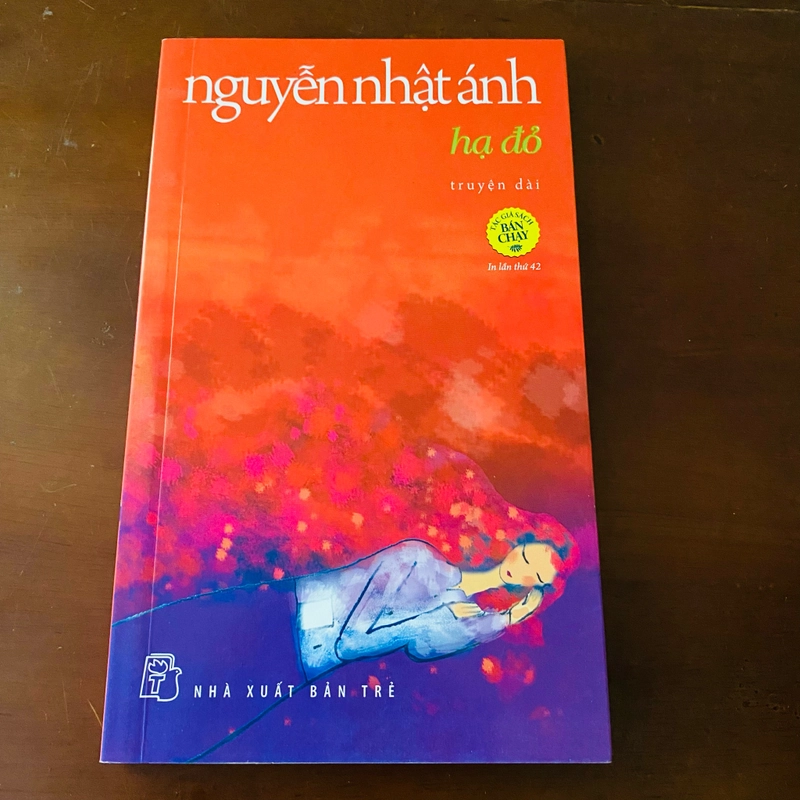 nguyễn nhật ánh
hạ đỏ
truyện dài
TÁC GIẢ SÁCH
BÁN
CHẠY
In lần thứ 42
T
NHÀ XUẤT BẢN TRẺ